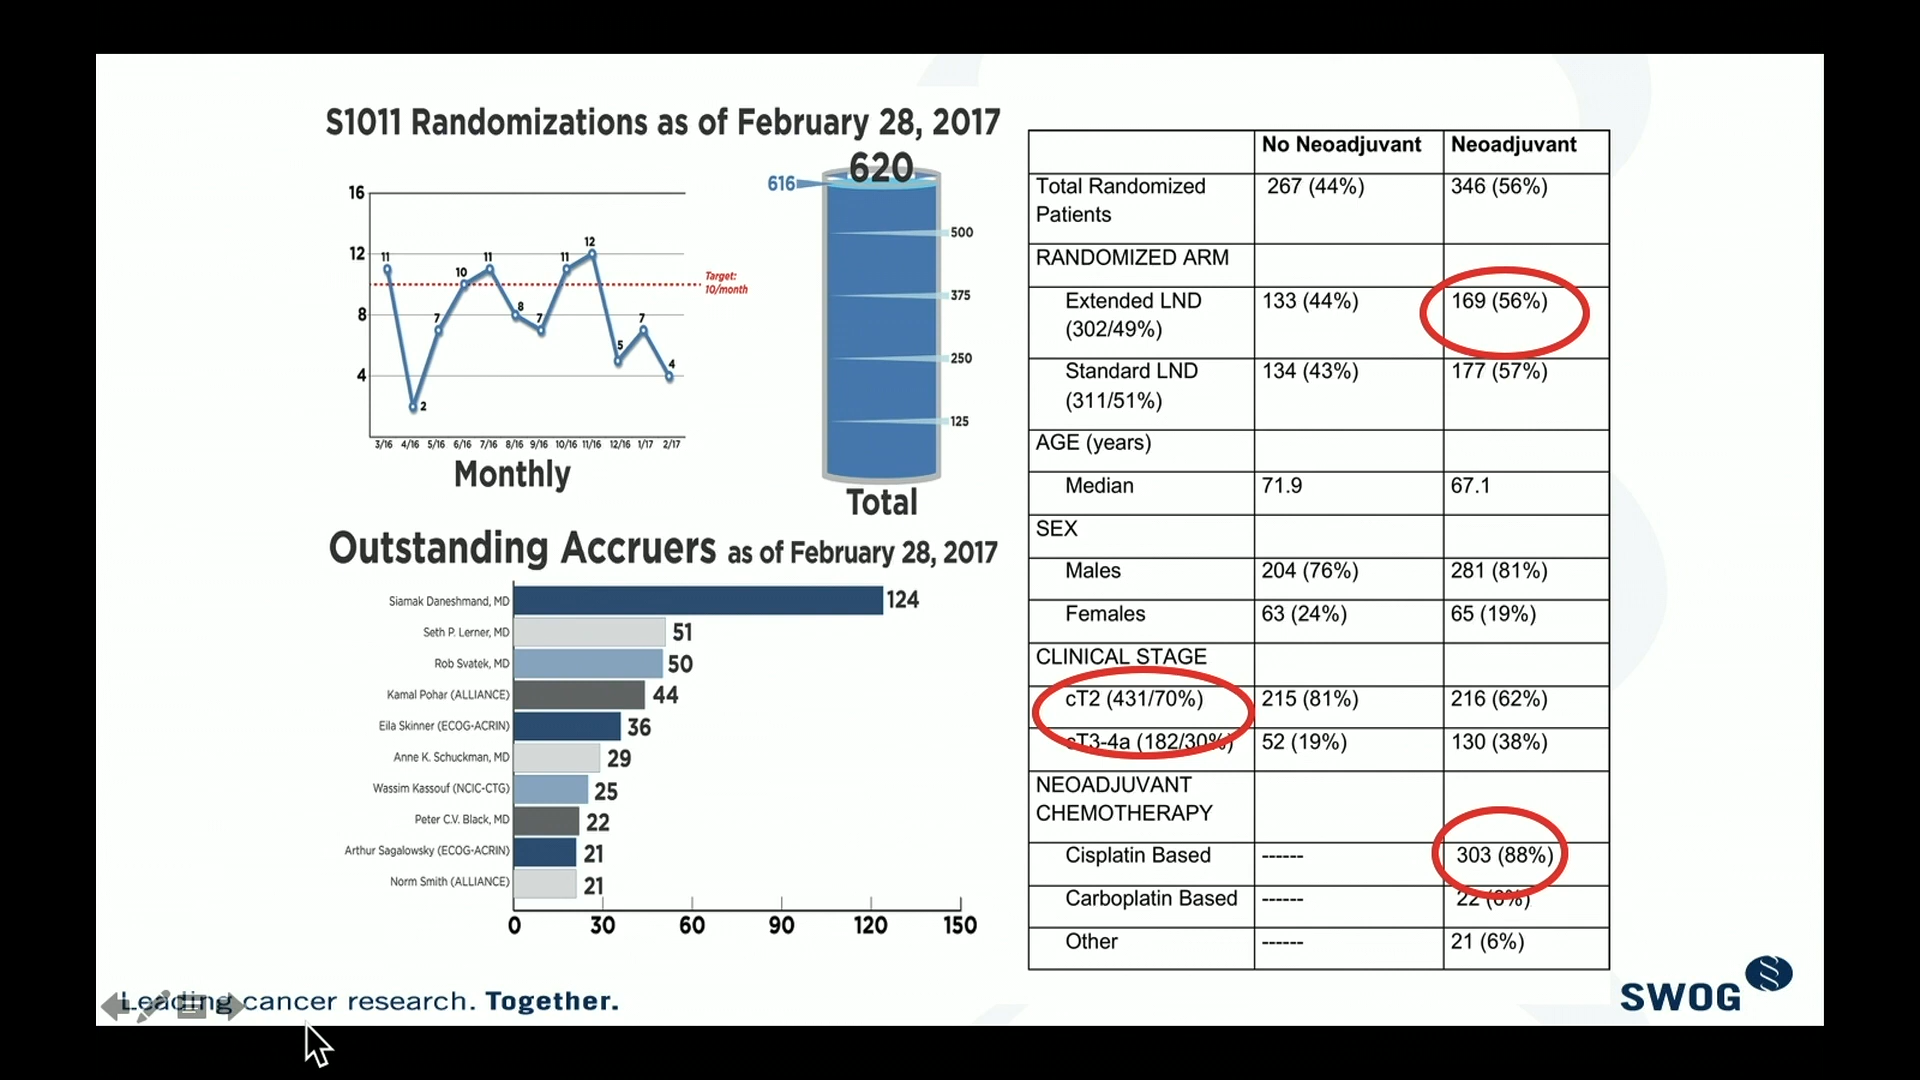 S1011 Randomizations as of February 28, 2017
620
616
500
375
250
125
Total
16
12
8
4
11
2
7
10
11
8
7
11
12
5
7
4
Target:
10/month
3/16 4/16 5/16 6/16 7/16 8/16 9/16 10/16 11/16 12/16 1/17 2/17
Monthly
Outstanding Accruers as of February 28, 2017
Siamak Daneshmand, MD 124
Seth P. Lerner, MD 51
Rob Svatek, MD 50
Kamal Pohar (ALLIANCE) 44
Eila Skinner (ECOG-ACRIN) 36
Anne K. Schuckman, MD 29
Wassim Kassouf (NCIC-CTG) 25
Peter C.V. Black, MD 22
Arthur Sagalowsky (ECOG-ACRIN) 21
Norm Smith (ALLIANCE) 21
0 30 60 90 120 150
No Neoadjuvant Neoadjuvant
Total Randomized 267 (44%) 346 (56%)
Patients
RANDOMIZED ARM
Extended LND 133 (44%) 169 (56%)
(302/49%)
Standard LND 134 (43%) 177 (57%)
(311/51%)
AGE (years)
Median 71.9 67.1
SEX
Males 204 (76%) 281 (81%)
Females 63 (24%) 65 (19%)
CLINICAL STAGE
cT2 (431/70%) 215 (81%) 216 (62%)
cT3-4a (182/30%) 52 (19%) 130 (38%)
NEOADJUVANT
CHEMOTHERAPY
Cisplatin Based ------ 303 (88%)
Carboplatin Based ------ 22 (6%)
Other ------ 21 (6%)
Leading cancer research. Together.
SWOG